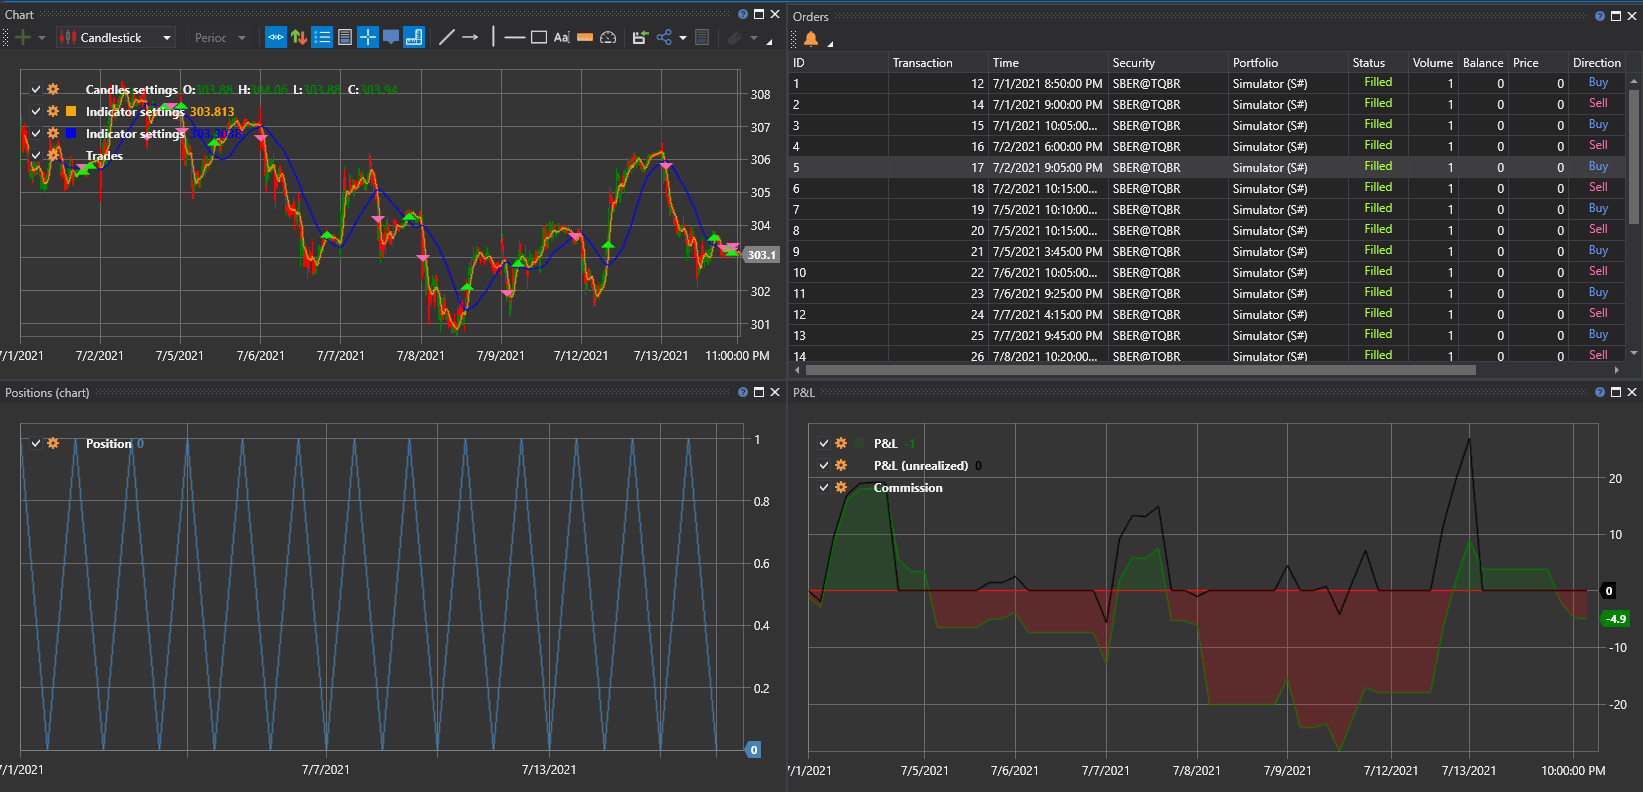 Chart
Candlestick
Perioc
Aa
Candles settings O:303.88 H:304.06 L:303.88 C:303.94
Indicator settings 303.813
Indicator settings
Trades
308
307
306
305
304
303.1
302
301
7/1/2021 7/2/2021 7/5/2021 7/6/2021 7/7/2021 7/8/2021 7/9/2021 7/12/2021 7/13/2021 11:00:00 PM
Orders
ID Transaction Time Security Portfolio Status Volume Balance Price Direction
1 12 7/1/2021 8:50:00 PM SBER@TQBR Simulator (S#) Filled 1 0 0 Buy
2 14 7/1/2021 9:00:00 PM SBER@TQBR Simulator (S#) Filled 1 0 0 Sell
3 15 7/1/2021 10:05:00... SBER@TQBR Simulator (S#) Filled 1 0 0 Buy
4 16 7/2/2021 6:00:00 PM SBER@TQBR Simulator (S#) Filled 1 0 0 Sell
5 17 7/2/2021 9:05:00 PM SBER@TQBR Simulator (S#) Filled 1 0 0 Buy
6 18 7/2/2021 10:15:00... SBER@TQBR Simulator (S#) Filled 1 0 0 Sell
7 19 7/5/2021 10:10:00... SBER@TQBR Simulator (S#) Filled 1 0 0 Buy
8 20 7/5/2021 10:15:00... SBER@TQBR Simulator (S#) Filled 1 0 0 Sell
9 21 7/5/2021 3:45:00 PM SBER@TQBR Simulator (S#) Filled 1 0 0 Buy
10 22 7/6/2021 10:05:00... SBER@TQBR Simulator (S#) Filled 1 0 0 Sell
11 23 7/6/2021 9:25:00 PM SBER@TQBR Simulator (S#) Filled 1 0 0 Buy
12 24 7/7/2021 4:15:00 PM SBER@TQBR Simulator (S#) Filled 1 0 0 Sell
13 25 7/7/2021 9:45:00 PM SBER@TQBR Simulator (S#) Filled 1 0 0 Buy
14 26 7/8/2021 10:20:00... SBER@TQBR Simulator (S#) Filled 1 0 0 Sell
Positions (chart)
Position 0
1
0.8
0.6
0.4
0.2
0
7/1/2021 7/7/2021 7/13/2021
P&L
P&L -1
P&L (unrealized) 0
Commission
20
10
0
-4.9
-10
-20
7/1/2021 7/5/2021 7/6/2021 7/7/2021 7/8/2021 7/9/2021 7/12/2021 7/13/2021 10:00:00 PM